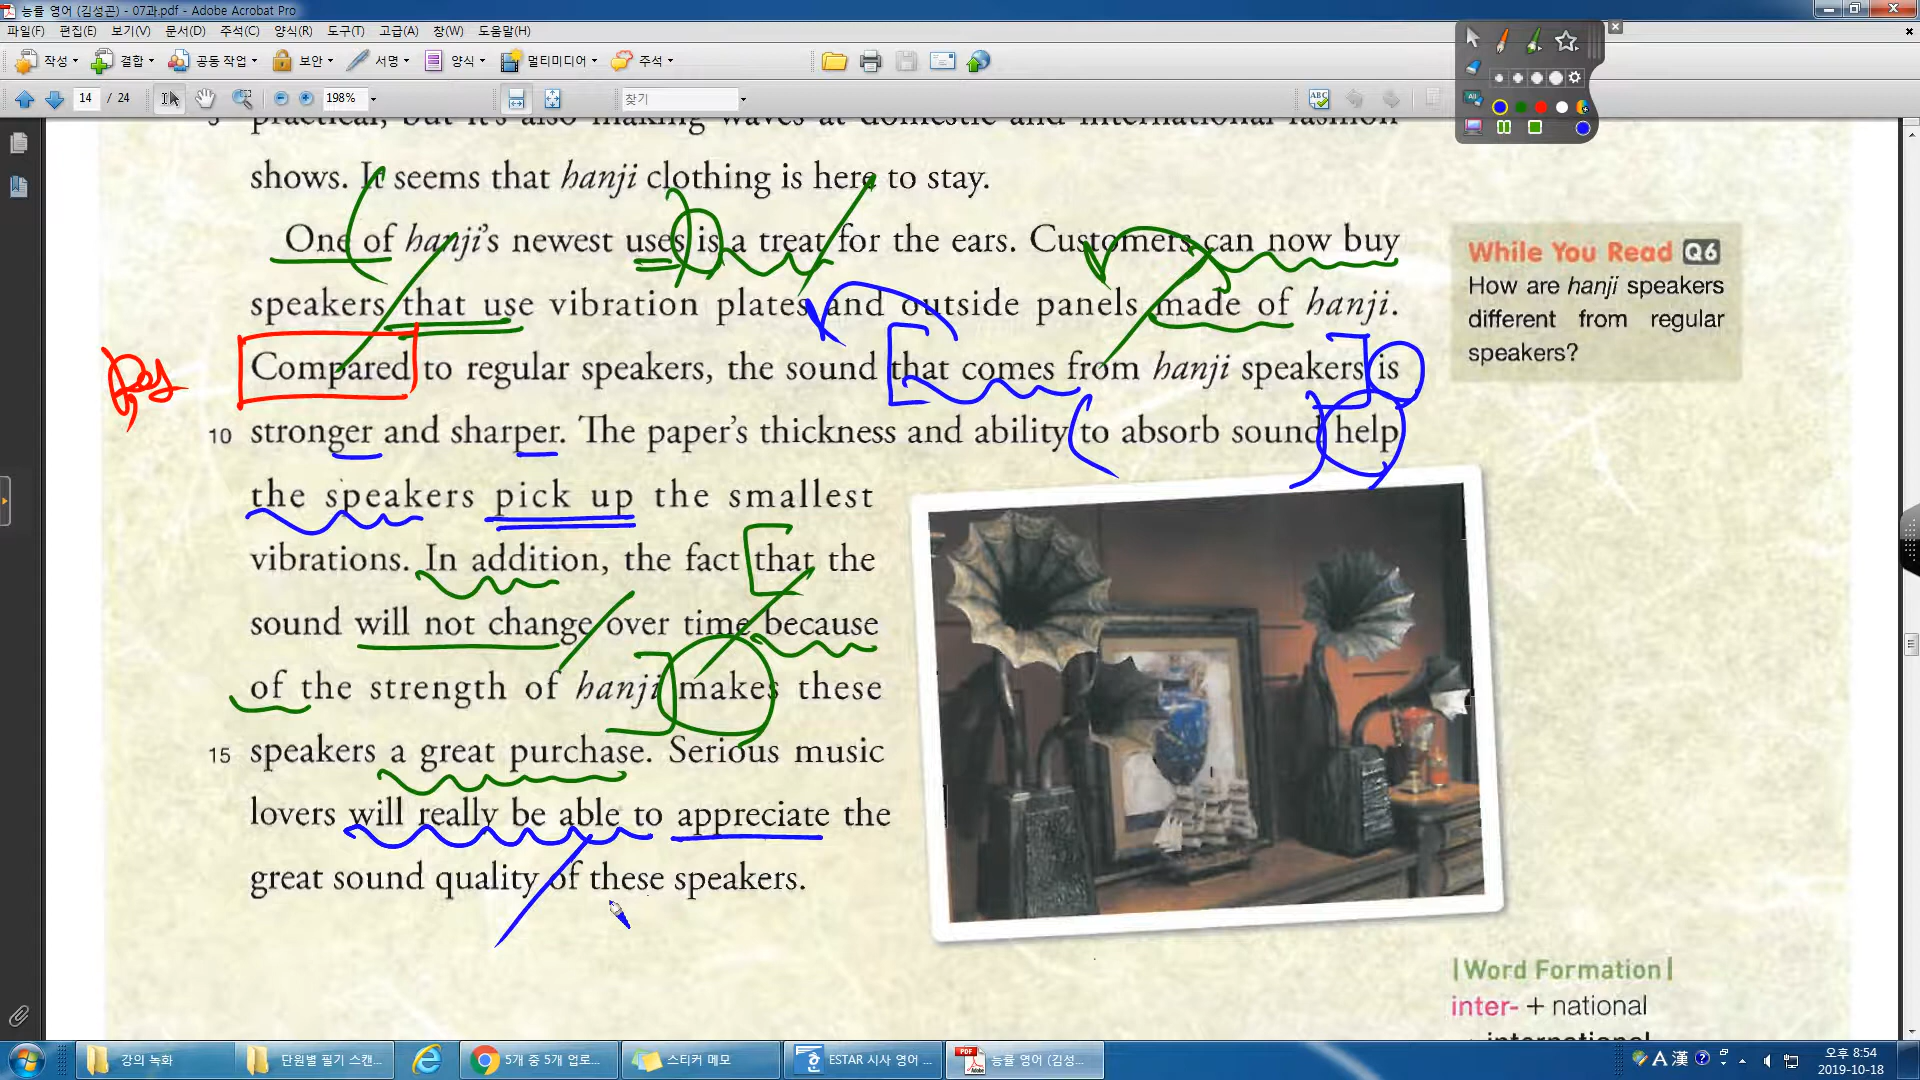 능률 영어 (김성곤) - 07과.pdf - Adobe Acrobat Pro
파일(F) 편집(E) 보기(V) 문서(D) 주석(C) 양식(R) 도구(T) 고급(A) 창(W) 도움말(H)
작성 결합 공동 작업 보안 서명 양식 멀티미디어 주석
14 / 24 198% 찾기
shows. It seems that hanji clothing is here to stay.
One of hanji's newest uses is a treat for the ears. Customers can now buy
speakers that use vibration plates and outside panels made of hanji.
Compared to regular speakers, the sound that comes from hanji speakers is
10 stronger and sharper. The paper's thickness and ability to absorb sound help
the speakers pick up the smallest
vibrations. In addition, the fact that the
sound will not change over time because
of the strength of hanji makes these
15 speakers a great purchase. Serious music
lovers will really be able to appreciate the
great sound quality of these speakers.
While You Read Q6
How are hanji speakers
different from regular
speakers?
|Word Formation|
inter- + national
강의 녹화
단원별 필기 스캔...
5개 중 5개 업로...
스티커 메모
ESTAR 시사 영어 ...
능률 영어 (김성...
A 漢
오후 8:54
2019-10-18